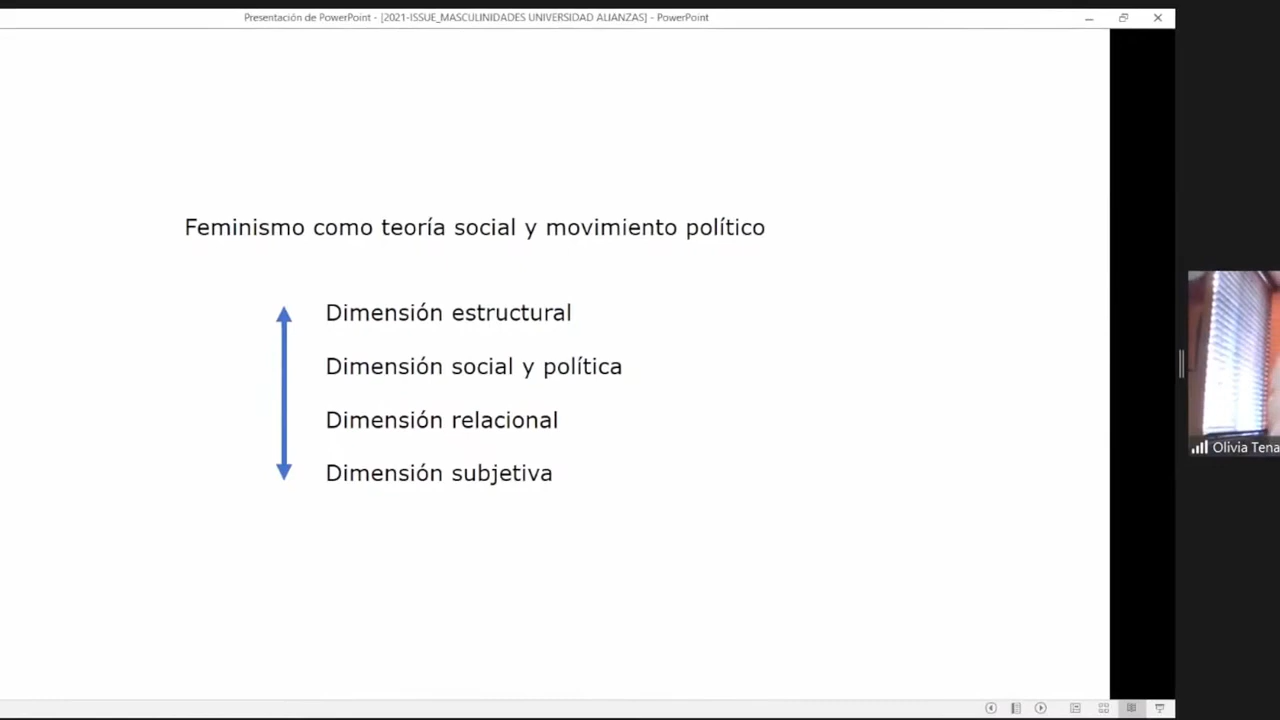 Presentación de PowerPoint - [2021-ISSUE_MASCULINIDADES UNIVERSIDAD ALIANZAS] - PowerPoint
Feminismo como teoría social y movimiento político
Dimensión estructural
Dimensión social y política
Dimensión relacional
Dimensión subjetiva
Olivia Tena